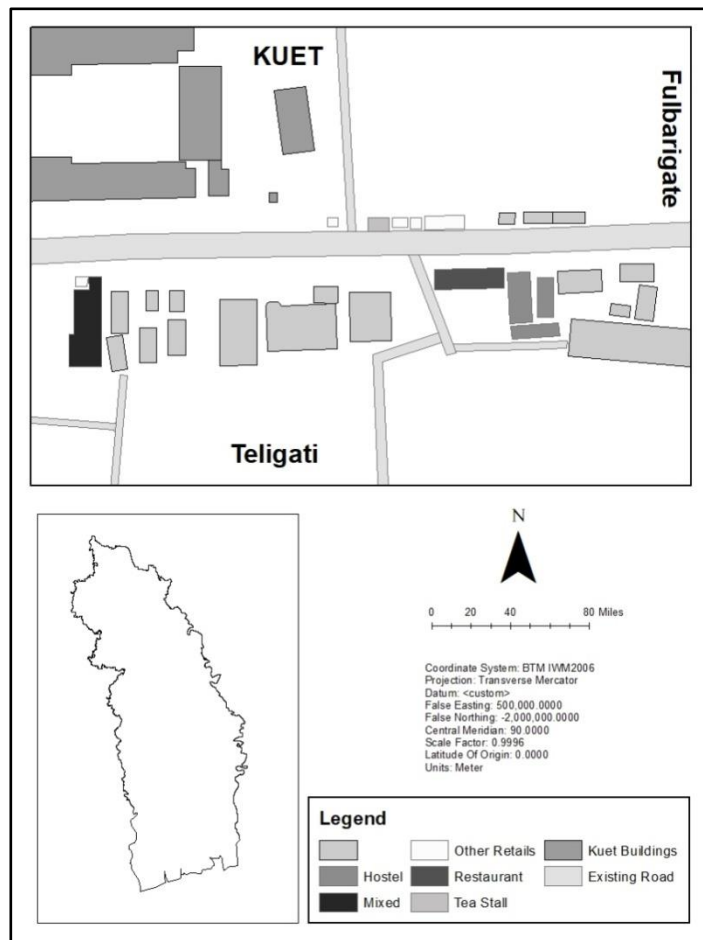 KUET
Fulbarigate
Teligati
N
0 20 40 80 Miles
Coordinate System: BTM IWM2006
Projection: Transverse Mercator
Datum: <custom>
False Easting: 500,000.0000
False Northing: -2,000,000.0000
Central Meridian: 90.0000
Scale Factor: 0.9996
Latitude Of Origin: 0.0000
Units: Meter
Legend
Other Retails Kuet Buildings
Hostel Restaurant Existing Road
Mixed Tea Stall